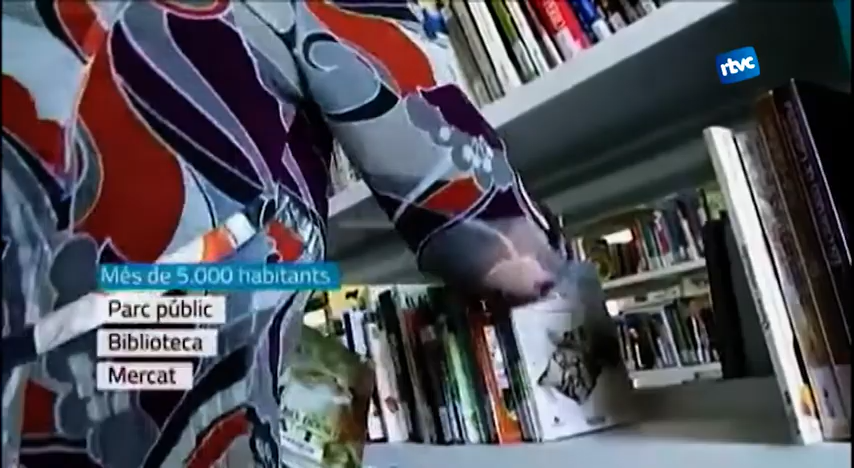 rtvc
Més de 5.000 habitants
Parc públic
Biblioteca
Mercat